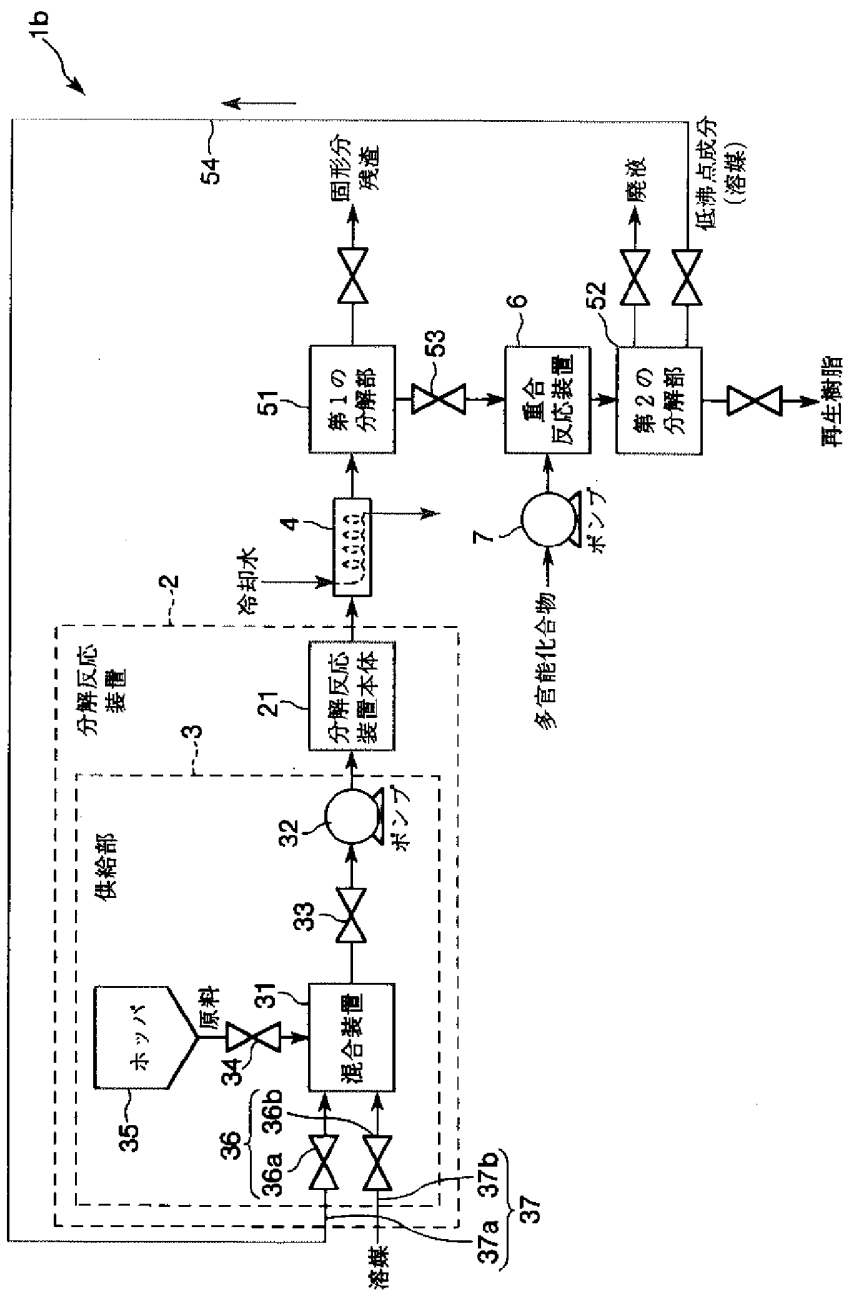 1b
54
2
分解反応
装置
3
供給部
35
ホッパ
原料
34
31
混合装置
36
36a
36b
37a
37b
37
溶媒
33
32
ポンプ
21
分解反応
装置本体
冷却水
4
51
第1の
分解部
固形分
残渣
53
6
重合
反応装置
7
ポンプ
多官能化合物
52
第2の
分解部
廃液
低沸点成分
(溶媒)
再生樹脂